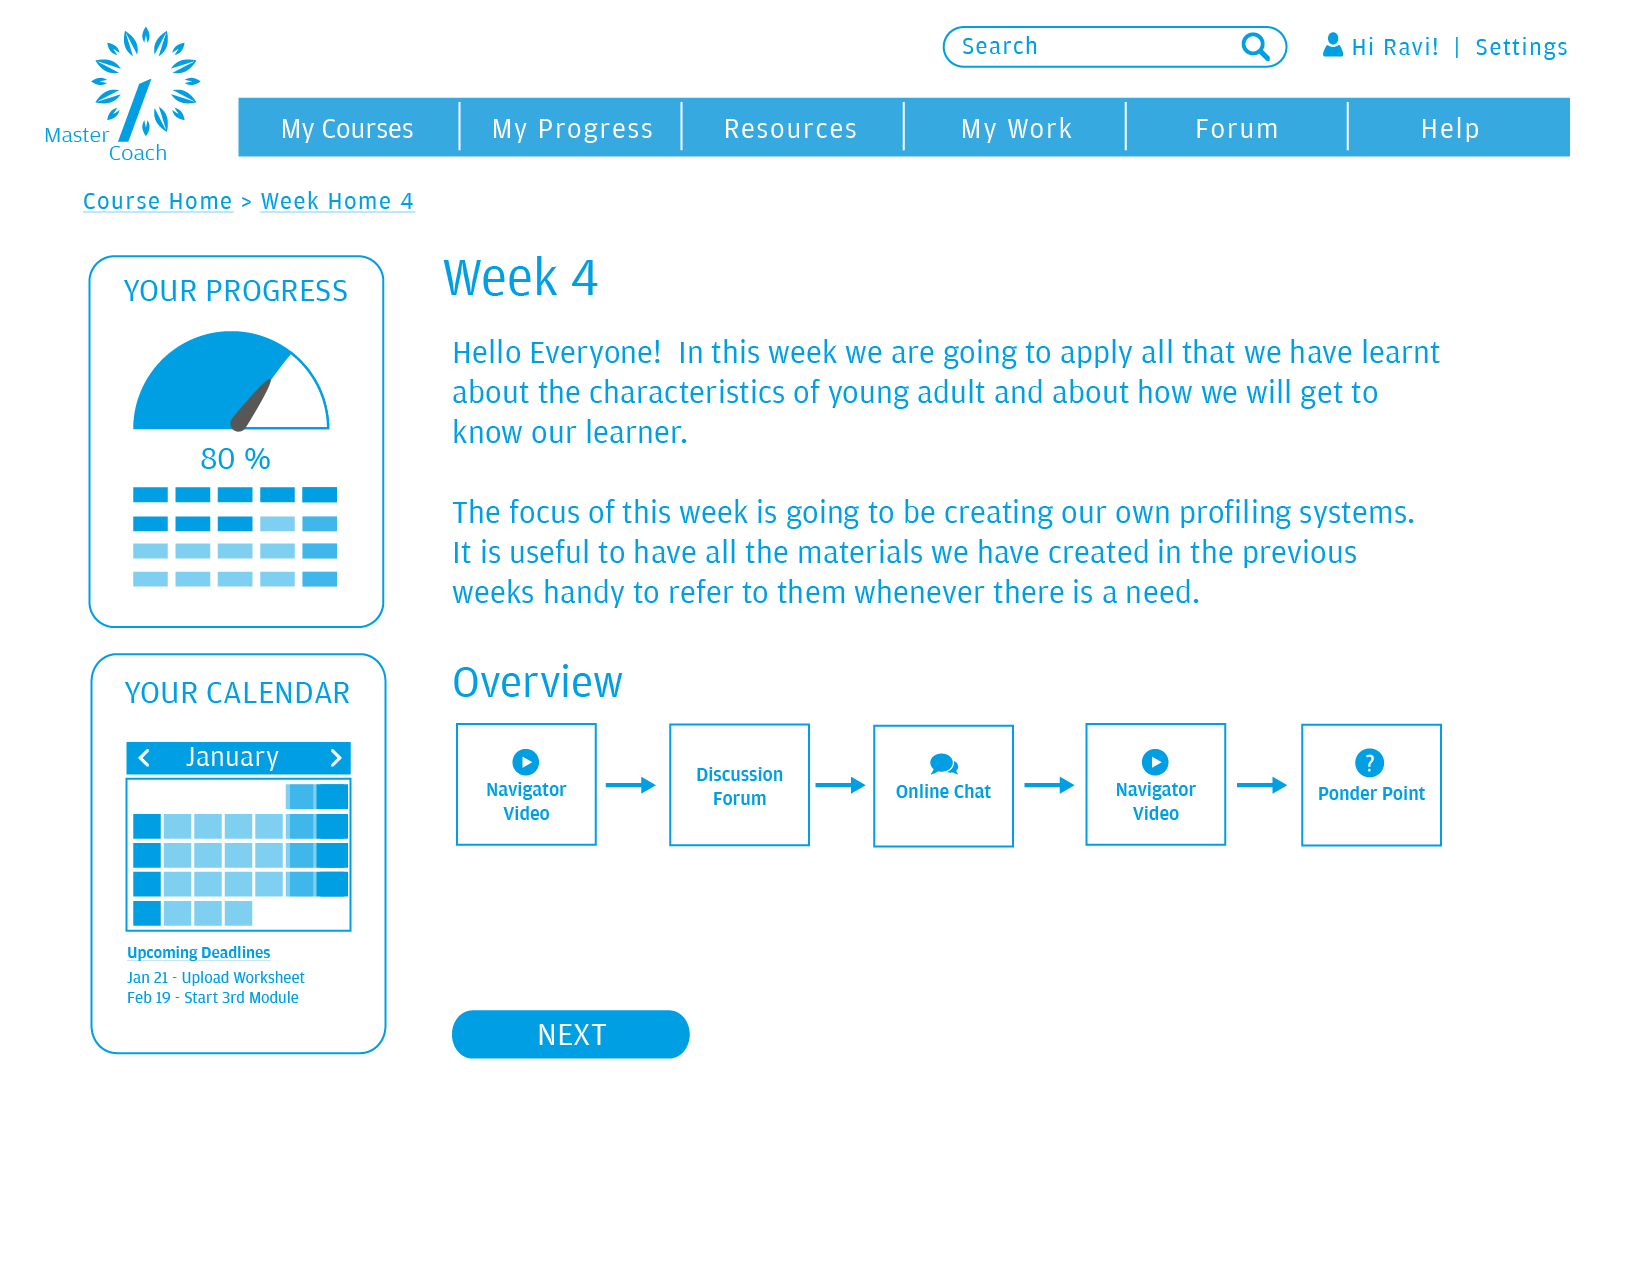 Master
Coach
Search
Hi Ravi! | Settings
My Courses
My Progress
Resources
My Work
Forum
Help
Course Home > Week Home 4
YOUR PROGRESS
80 %
YOUR CALENDAR
January
Upcoming Deadlines
Jan 21 - Upload Worksheet
Feb 19 - Start 3rd Module
Week 4
Hello Everyone! In this week we are going to apply all that we have learnt
about the characteristics of young adult and about how we will get to
know our learner.
The focus of this week is going to be creating our own profiling systems.
It is useful to have all the materials we have created in the previous
weeks handy to refer to them whenever there is a need.
Overview
Navigator
Video
Discussion
Forum
Online Chat
Navigator
Video
?
Ponder Point
NEXT